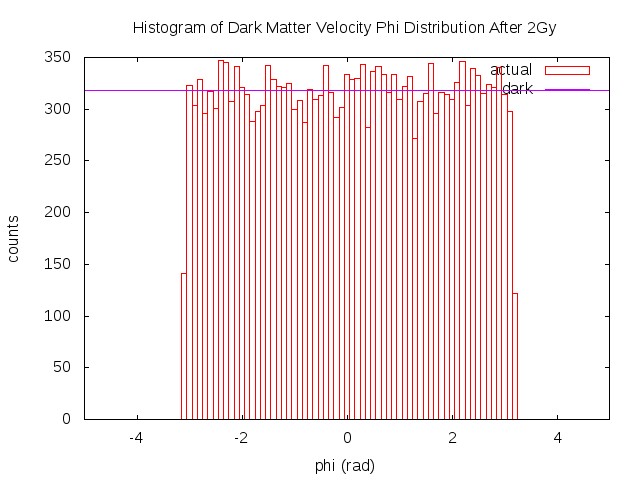 Histogram of Dark Matter Velocity Phi Distribution After 2Gy
350
300
250
200
150
100
50
0
counts
actual
dark
-4 -2 0 2 4
phi (rad)